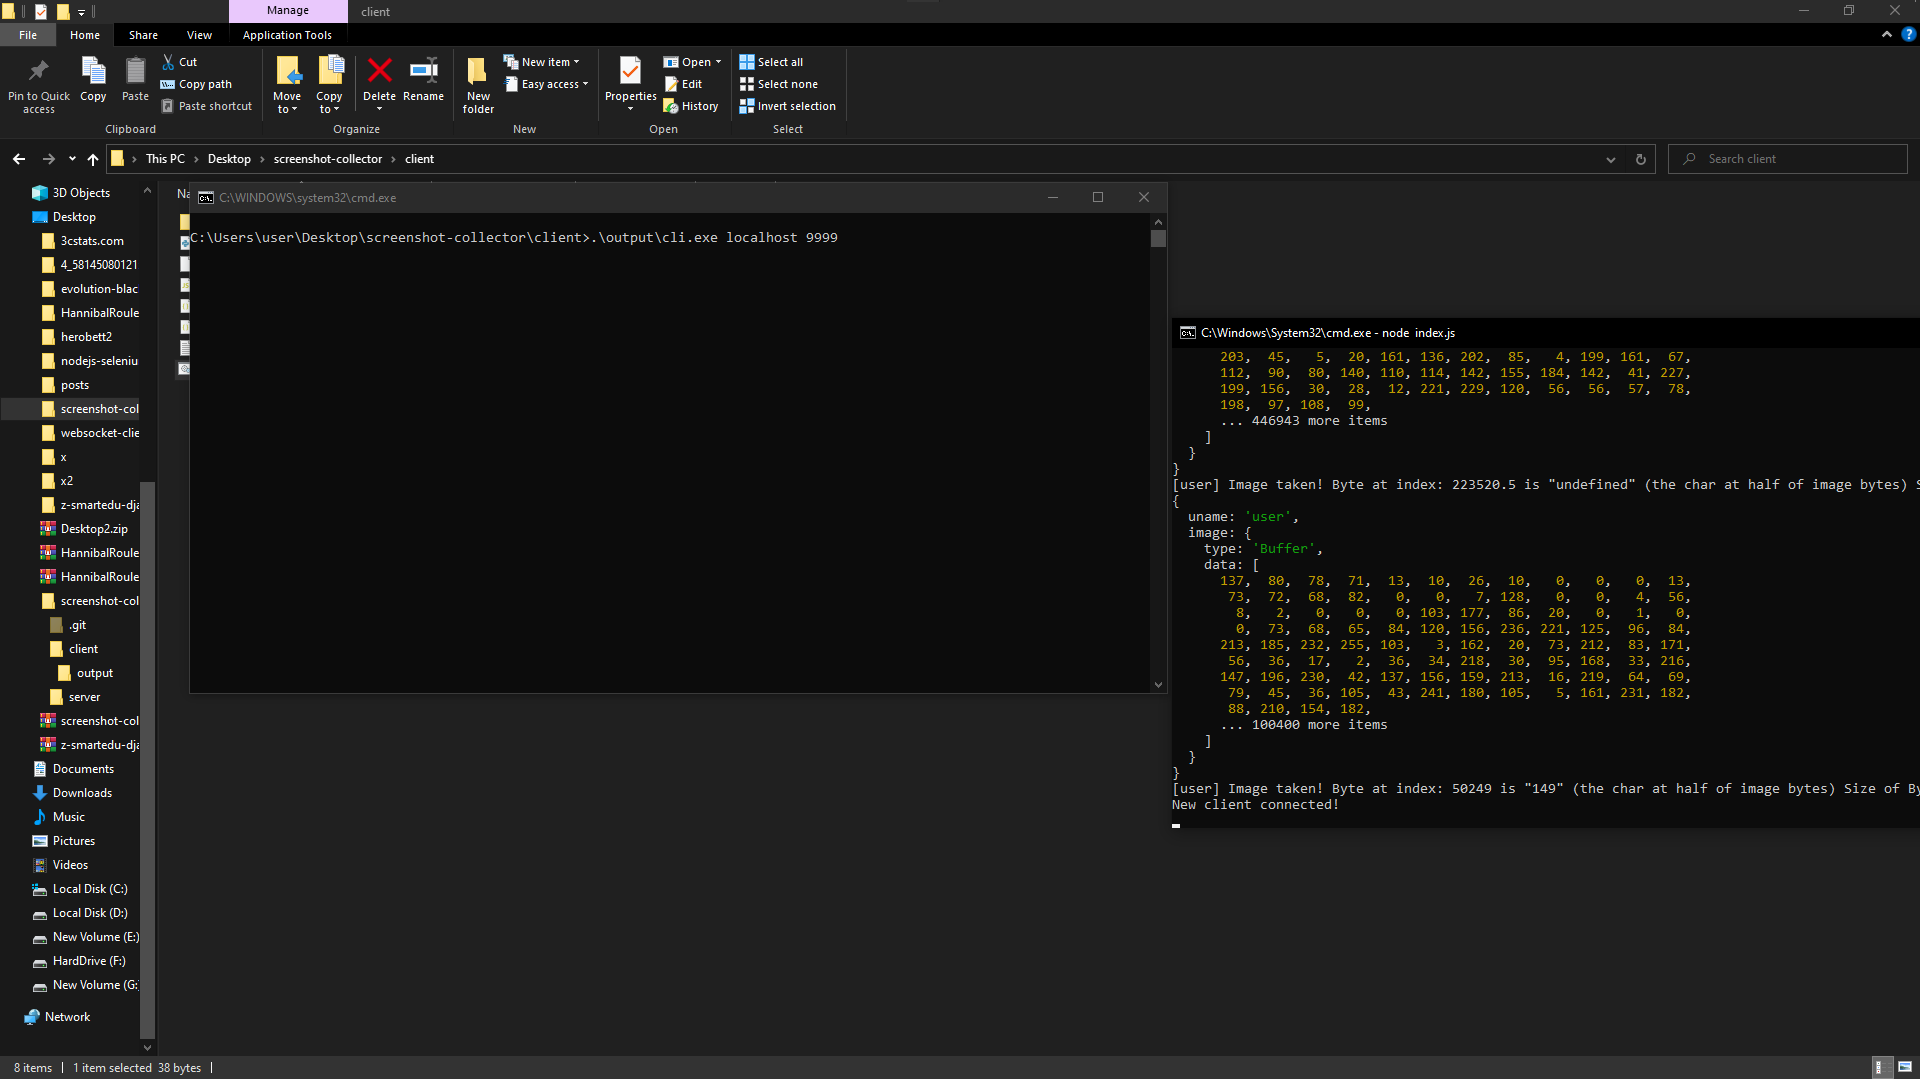 Manage
client
File
Home
Share
View
Application Tools
Pin to Quick access
Copy
Paste
Cut
Copy path
Paste shortcut
Clipboard
Move to
Copy to
Delete
Rename
Organize
New folder
New item
Easy access
New
Properties
Open
Edit
History
Open
Select all
Select none
Invert selection
Select
This PC
Desktop
screenshot-collector
client
Search client
3D Objects
Desktop
3cstats.com
4_58145080121
evolution-blac
HannibalRoule
herobett2
nodejs-seleniu
posts
screenshot-col
websocket-clie
x
x2
z-smartedu-dja
Desktop2.zip
HannibalRoule
HannibalRoule
screenshot-col
.git
client
output
server
screenshot-col
z-smartedu-dja
Documents
Downloads
Music
Pictures
Videos
Local Disk (C:)
Local Disk (D:)
New Volume (E:)
HardDrive (F:)
New Volume (G:
Network
Na
C:\WINDOWS\system32\cmd.exe
C:\Users\user\Desktop\screenshot-collector\client>.\output\cli.exe localhost 9999
C:\Windows\System32\cmd.exe - node index.js
203, 45, 5, 20, 161, 136, 202, 85, 4, 199, 161, 67,
112, 90, 80, 140, 110, 114, 142, 155, 184, 142, 41, 227,
199, 156, 30, 28, 12, 221, 229, 120, 56, 56, 57, 78,
198, 97, 108, 99,
... 446943 more items
]
}
}
[user] Image taken! Byte at index: 223520.5 is "undefined" (the char at half of image bytes) S
{
uname: 'user',
image: {
type: 'Buffer',
data: [
137, 80, 78, 71, 13, 10, 26, 10, 0, 0, 0, 13,
73, 72, 68, 82, 0, 0, 7, 128, 0, 0, 4, 56,
8, 2, 0, 0, 0, 103, 177, 86, 20, 0, 1, 0,
0, 73, 68, 65, 84, 120, 156, 236, 221, 125, 96, 84,
213, 185, 232, 255, 103, 3, 162, 20, 73, 212, 83, 171,
56, 36, 17, 2, 36, 34, 218, 30, 95, 168, 33, 216,
147, 196, 230, 42, 137, 156, 159, 213, 16, 219, 64, 69,
79, 45, 36, 105, 43, 241, 180, 105, 5, 161, 231, 182,
88, 210, 154, 182,
... 100400 more items
]
}
}
[user] Image taken! Byte at index: 50249 is "149" (the char at half of image bytes) Size of By
New client connected!
8 items
1 item selected 38 bytes